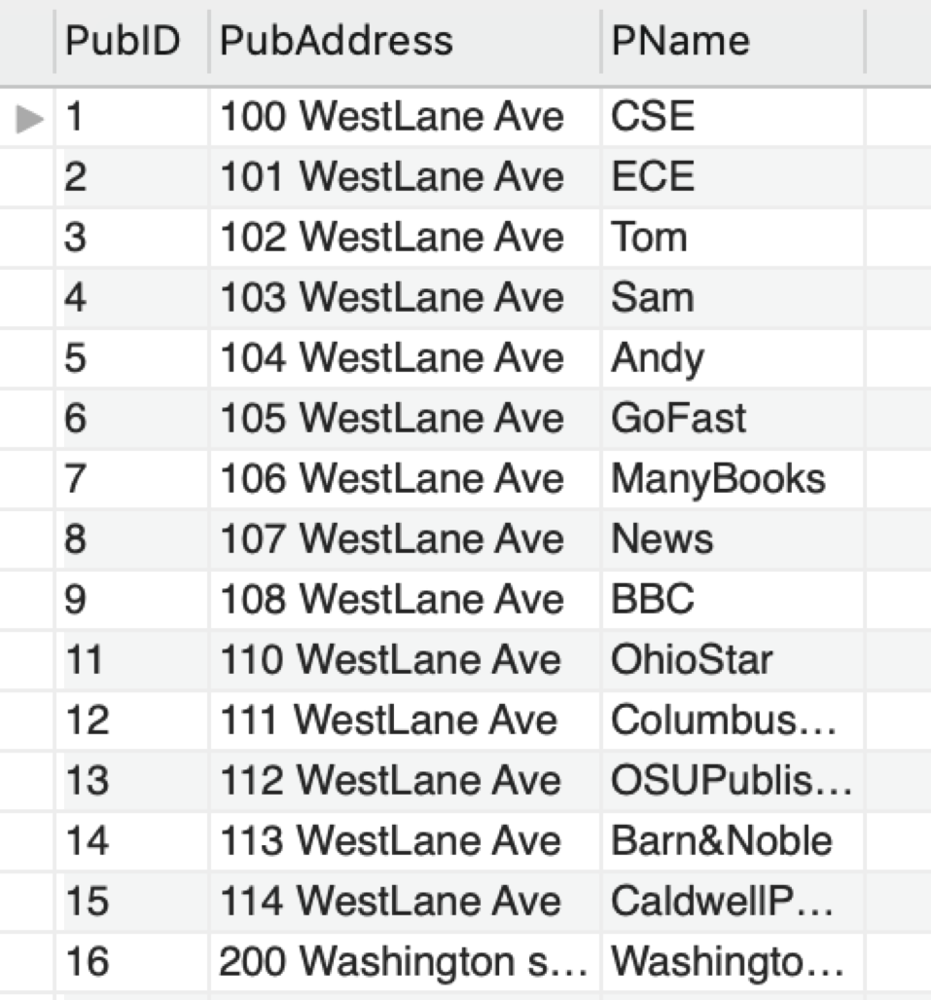 PubID PubAddress PName
1 100 WestLane Ave CSE
2 101 WestLane Ave ECE
3 102 WestLane Ave Tom
4 103 WestLane Ave Sam
5 104 WestLane Ave Andy
6 105 WestLane Ave GoFast
7 106 WestLane Ave ManyBooks
8 107 WestLane Ave News
9 108 WestLane Ave BBC
11 110 WestLane Ave OhioStar
12 111 WestLane Ave Columbus...
13 112 WestLane Ave OSUPublis...
14 113 WestLane Ave Barn&Noble
15 114 WestLane Ave CaldwellP...
16 200 Washington s... Washingto...